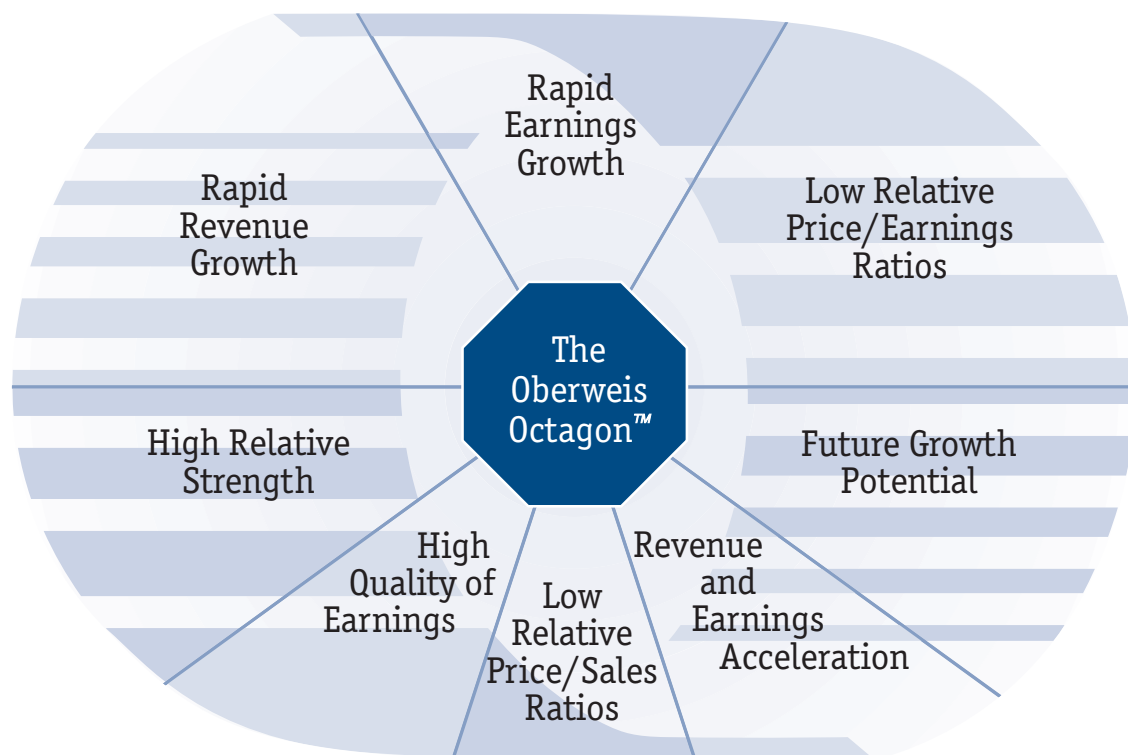 Rapid
Earnings
Growth
Rapid
Revenue
Growth
Low Relative
Price/Earnings
Ratios
The
Oberweis
Octagon™
High Relative
Strength
Future Growth
Potential
High
Quality of
Earnings
Low
Relative
Price/Sales
Ratios
Revenue
and
Earnings
Acceleration